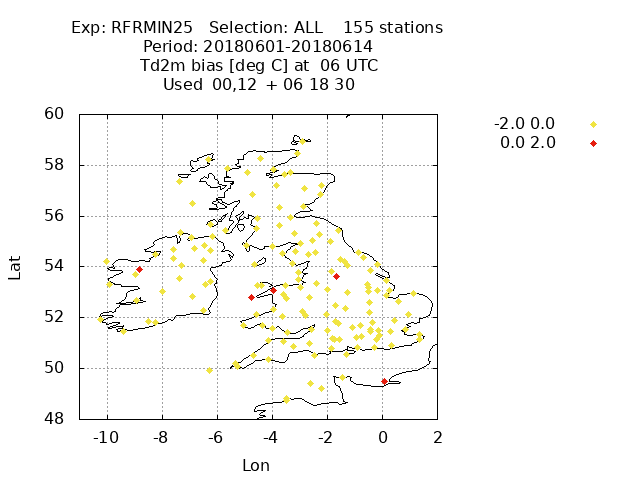 Exp: RFRMIN25 Selection: ALL 155 stations
Period: 20180601-20180614
Td2m bias [deg C] at 06 UTC
Used 00,12 + 06 18 30
-2.0 0.0
0.0 2.0
60
58
56
54
52
50
48
Lat
-10 -8 -6 -4 -2 0 2
Lon